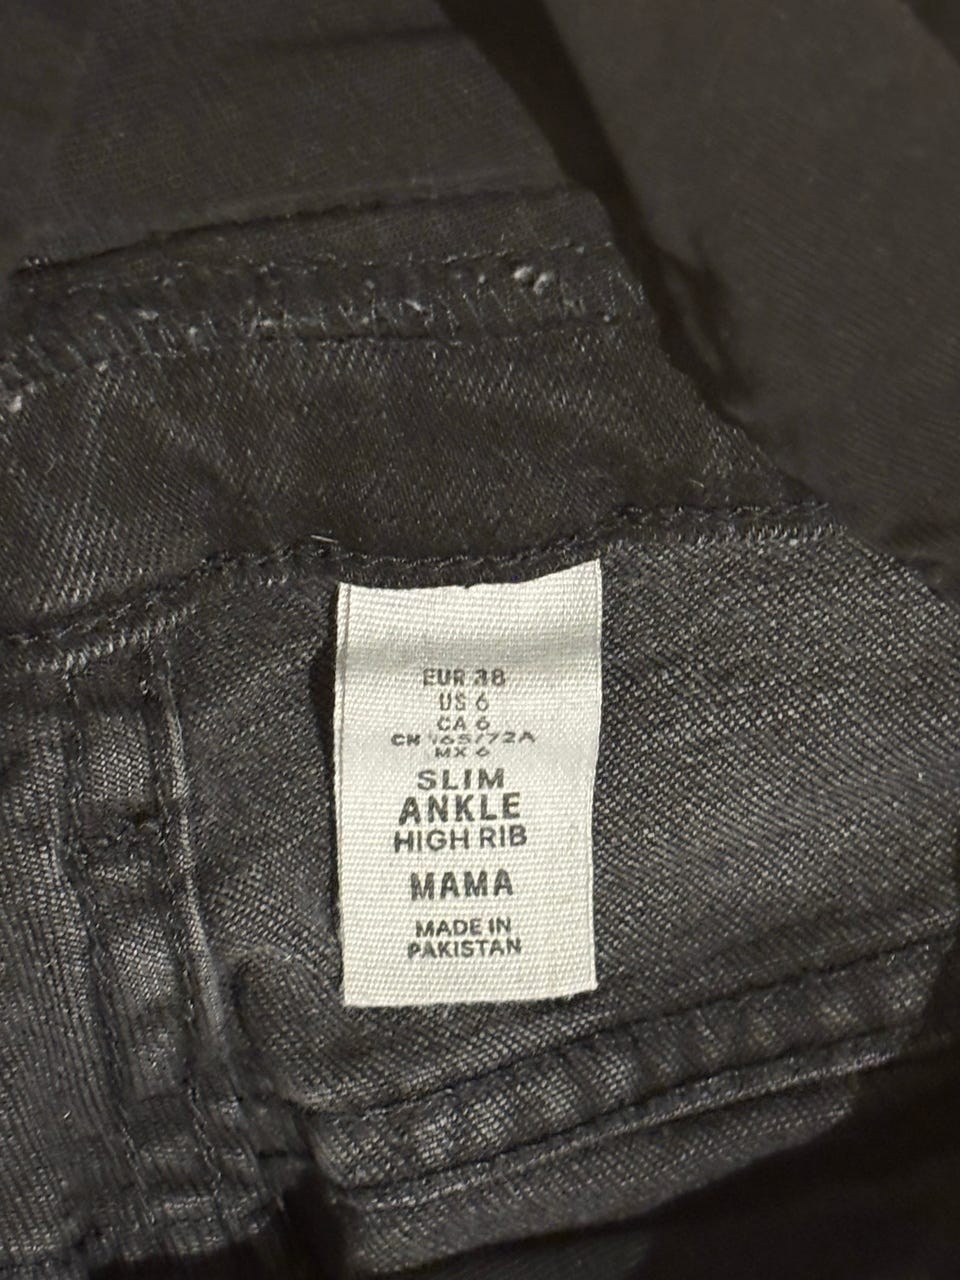 EUR 38
US 6
CA 6
CN 165/72A
MX 6
SLIM
ANKLE
HIGH RIB
MAMA
MADE IN
PAKISTAN